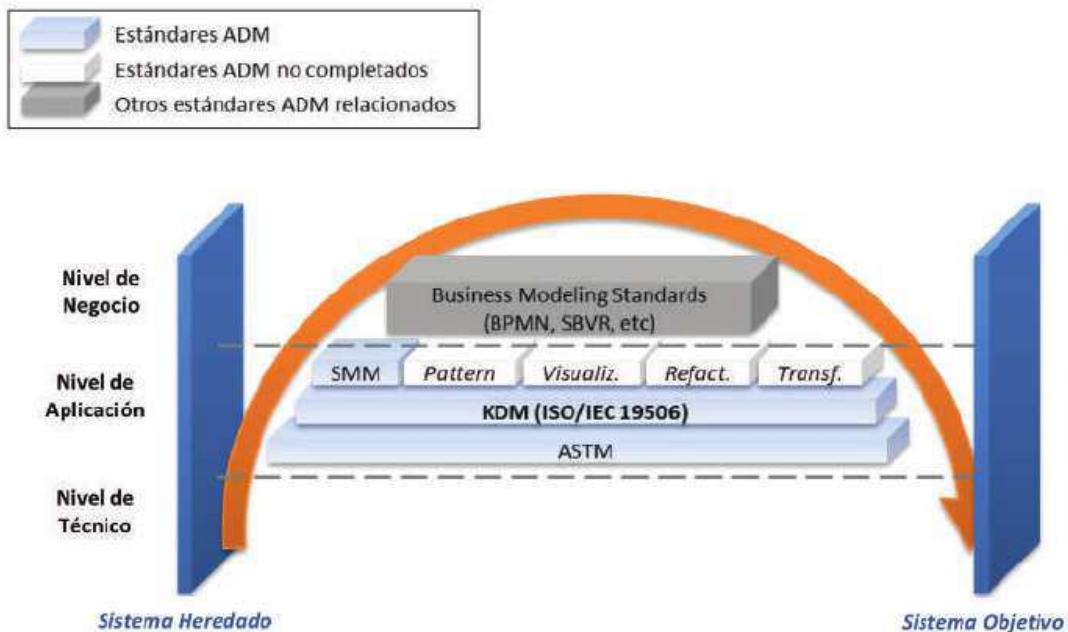 Estándares ADM
Estándares ADM no completados
Otros estándares ADM relacionados
Nivel de
Negocio
Business Modeling Standards
(BPMN, SBVR, etc)
Nivel de
Aplicación
SMM
Pattern
Visualiz.
Refact.
Transf.
KDM (ISO/IEC 19506)
ASTM
Nivel de
Técnico
Sistema Heredado
Sistema Objetivo